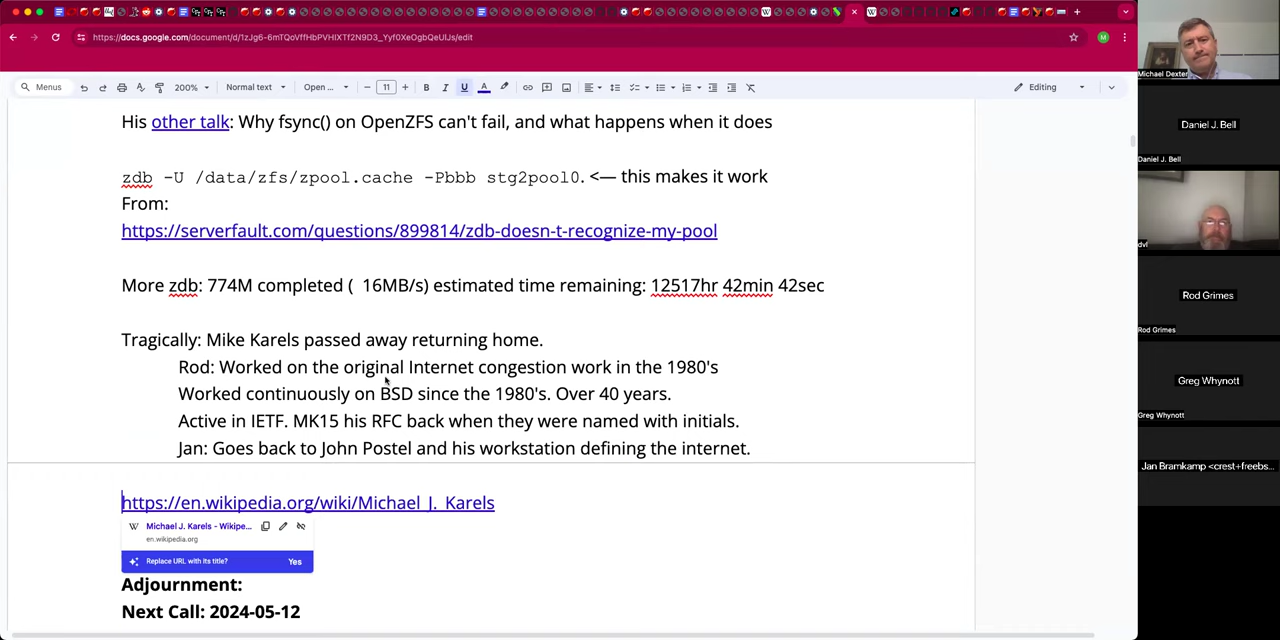 https://docs.google.com/document/d/1zJg6-6mTQoVffHbPVHIXTf2N9D3_Yyf0XeOgbQeUIJs/edit
M
Menus
200%
Normal text
Open ...
11
B
I
U
A
Editing
His other talk: Why fsync() on OpenZFS can't fail, and what happens when it does
zdb -U /data/zfs/zpool.cache -Pbbb stg2pool0. <— this makes it work
From:
https://serverfault.com/questions/899814/zdb-doesn-t-recognize-my-pool
More zdb: 774M completed (  16MB/s) estimated time remaining: 12517hr 42min 42sec
Tragically: Mike Karels passed away returning home.
Rod: Worked on the original Internet congestion work in the 1980's
Worked continuously on BSD since the 1980's. Over 40 years.
Active in IETF. MK15 his RFC back when they were named with initials.
Jan: Goes back to John Postel and his workstation defining the internet.
https://en.wikipedia.org/wiki/Michael_J._Karels
W Michael J. Karels - Wikipe...
en.wikipedia.org
Replace URL with its title? Yes
Adjournment:
Next Call: 2024-05-12
Michael Dexter
Daniel J. Bell
Daniel J. Bell
dvl
Rod Grimes
Rod Grimes
Greg Whynott
Greg Whynott
Jan Bramkamp <crest+freebs...